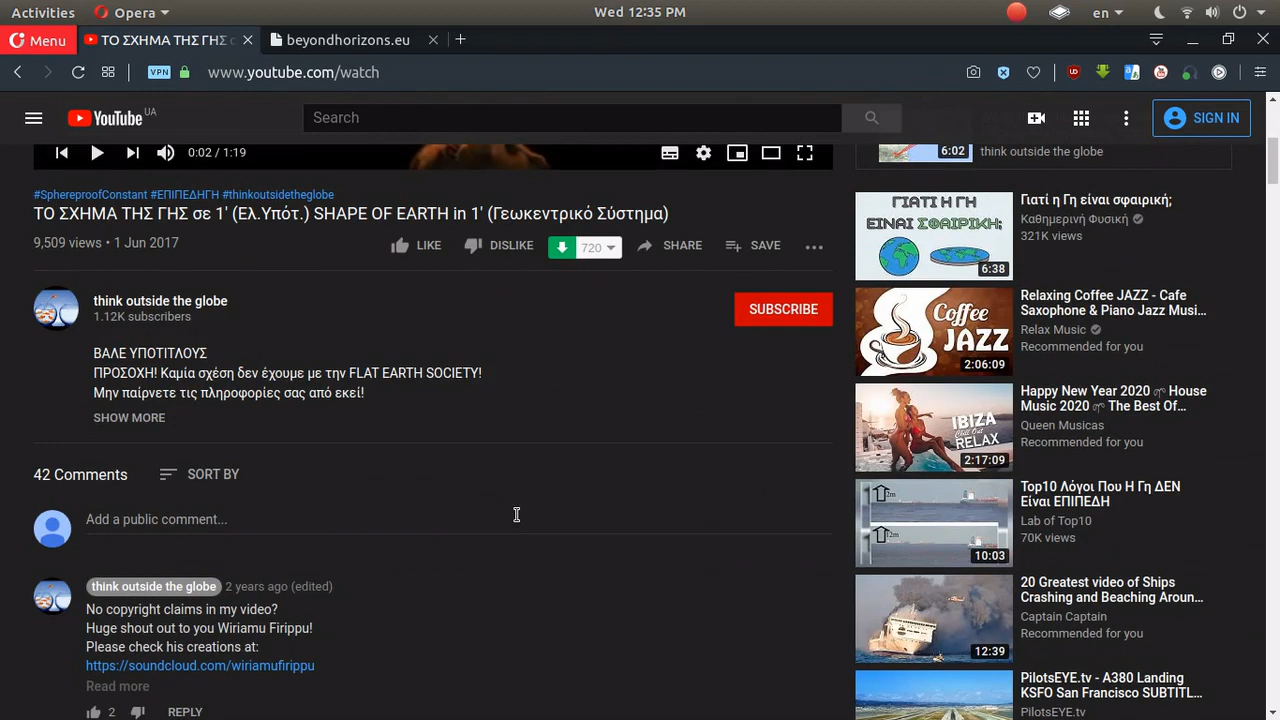 Activities
Opera
Wed 12:35 PM
en
Menu
ΤΟ ΣΧΗΜΑ ΤΗΣ ΓΗΣ
beyondhorizons.eu
VPN
www.youtube.com/watch
YouTube UA
Search
SIGN IN
0:02 / 1:19
#SphereproofConstant #ΕΠΙΠΕΔΗΓΗ #thinkoutsidetheglobe
ΤΟ ΣΧΗΜΑ ΤΗΣ ΓΗΣ σε 1' (Ελ.Υπότ.) SHAPE OF EARTH in 1' (Γεωκεντρικό Σύστημα)
9,509 views • 1 Jun 2017
LIKE
DISLIKE
720
SHARE
SAVE
think outside the globe
1.12K subscribers
SUBSCRIBE
ΒΑΛΕ ΥΠΟΤΙΤΛΟΥΣ
ΠΡΟΣΟΧΗ! Καμία σχέση δεν έχουμε με την FLAT EARTH SOCIETY!
Μην παίρνετε τις πληροφορίες σας από εκεί!
SHOW MORE
42 Comments
SORT BY
Add a public comment...
think outside the globe 2 years ago (edited)
No copyright claims in my video?
Huge shout out to you Wiriamu Firippu!
Please check his creations at:
https://soundcloud.com/wiriamufirippu
Read more
2
REPLY
6:02
think outside the globe
ΓΙΑΤΙ Η ΓΗ
ΕΙΝΑΙ ΣΦΑΙΡΙΚΗ;
6:38
Γιατί η Γη είναι σφαιρική;
Καθημερινή Φυσική
321K views
Coffee
JAZZ
2:06:09
Relaxing Coffee JAZZ - Cafe
Saxophone & Piano Jazz Musi...
Relax Music
Recommended for you
IBIZA
Chill Out
RELAX
2:17:09
Happy New Year 2020 🌱 House
Music 2020 🌱 The Best Of...
Queen Musicas
Recommended for you
2m
12m
10:03
Top10 Λόγοι Που Η Γη ΔΕΝ
Είναι ΕΠΙΠΕΔΗ
Lab of Top10
70K views
12:39
20 Greatest video of Ships
Crashing and Beaching Aroun...
Captain Captain
Recommended for you
PilotsEYE.tv - A380 Landing
KSFO San Francisco SUBTITL...
PilotsEYE.tv